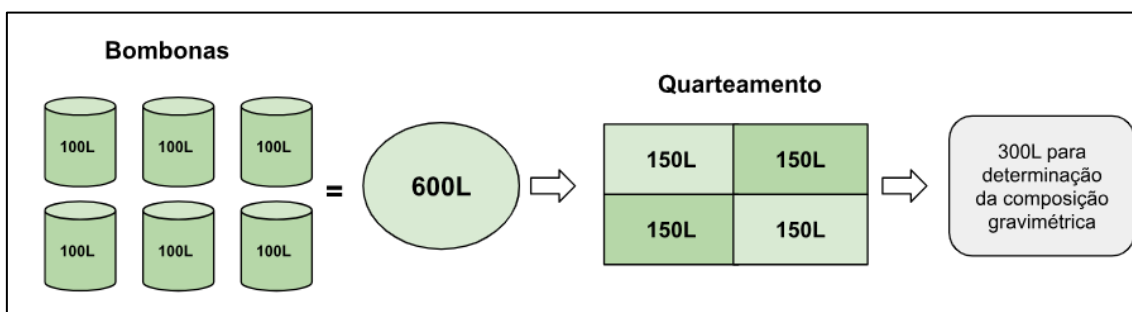 Bombonas
100L 100L 100L
100L 100L 100L
=
600L
Quarteamento
150L 150L
150L 150L
300L para
determinação
da composição
gravimétrica